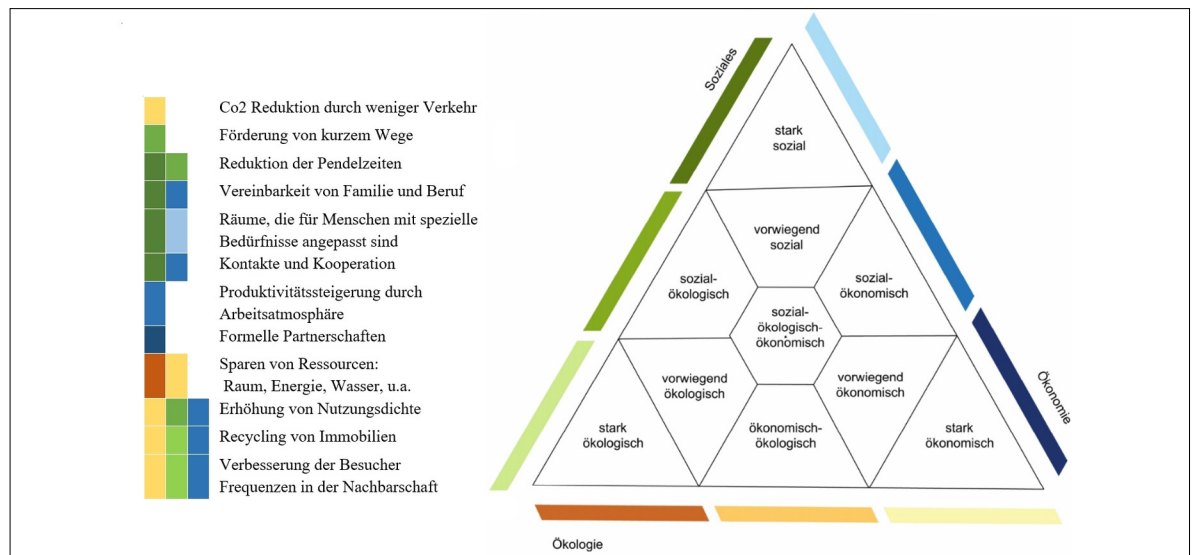 Co2 Reduktion durch weniger Verkehr
Förderung von kurzem Wege
Reduktion der Pendelzeiten
Vereinbarkeit von Familie und Beruf
Räume, die für Menschen mit spezielle
Bedürfnisse angepasst sind
Kontakte und Kooperation
Produktivitätssteigerung durch
Arbeitsatmosphäre
Formelle Partnerschaften
Sparen von Ressourcen:
Raum, Energie, Wasser, u.a.
Erhöhung von Nutzungsdichte
Recycling von Immobilien
Verbesserung der Besucher
Frequenzen in der Nachbarschaft
Soziales
stark
sozial
vorwiegend
sozial
sozial-
ökologisch
sozial-
ökonomisch
sozial-
ökologisch-
ökonomisch
vorwiegend
ökologisch
vorwiegend
ökonomisch
stark
ökologisch
ökonomisch-
ökologisch
stark
ökonomisch
Ökonomie
Ökologie